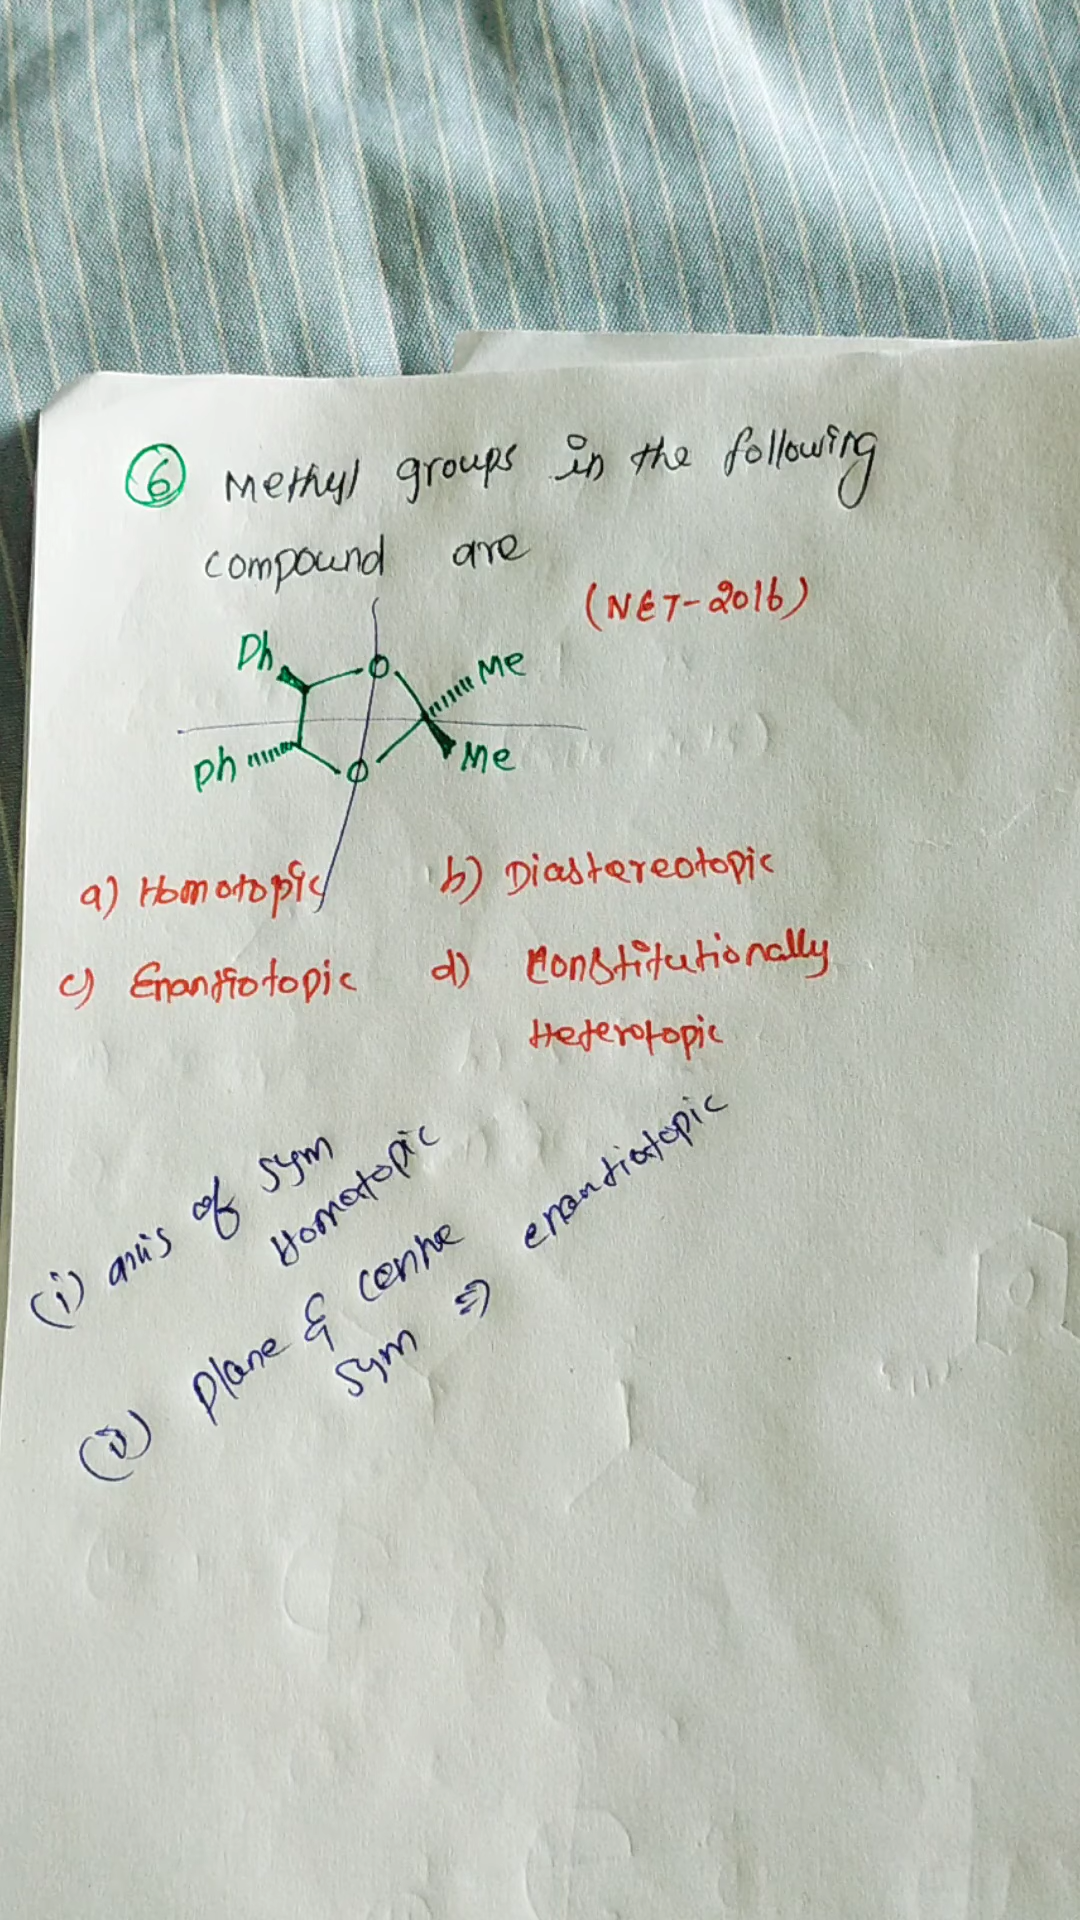 6 Methyl groups in the following
compound are
(NET-2016)
Ph
O
Me
Ph
O
Me
a) Homotopic
b) Diastereotopic
c) Enantiotopic
d) Constitutionally
Heterotopic
(i) axis of sym
Homotopic
(ii) plane & centre
sym ⇒ enantiotopic